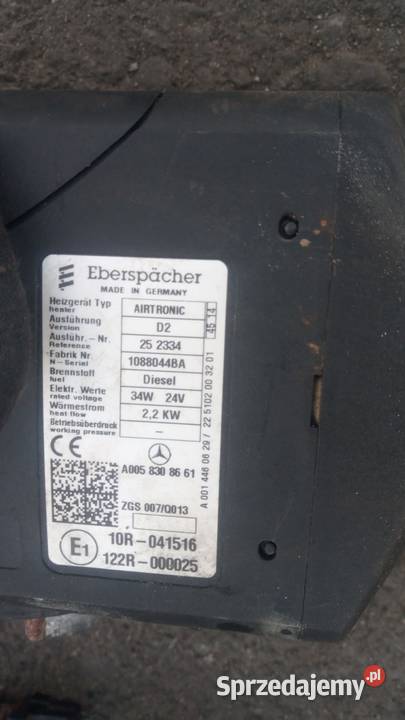 Eberspächer
MADE IN GERMANY
Heizgerät Typ
heater
AIRTRONIC
Ausführung
Version
D2
Ausführ. – Nr.
Reference
25 2334
Fabrik Nr
N – Serial
1088044BA
Brennstoff
fuel
Diesel
Elektr. Werte
rated voltage
34W 24V
Wärmestrom
heat flow
2,2 KW
Betriebsüberdruck
working pressure
–
45 14
A 001 446 06 29 / 22 5102 00 3201
CE
A005 830 86 61
ZGS 007/Q013
E1
10R – 041516
122R – 000025
Sprzedajemy.pl